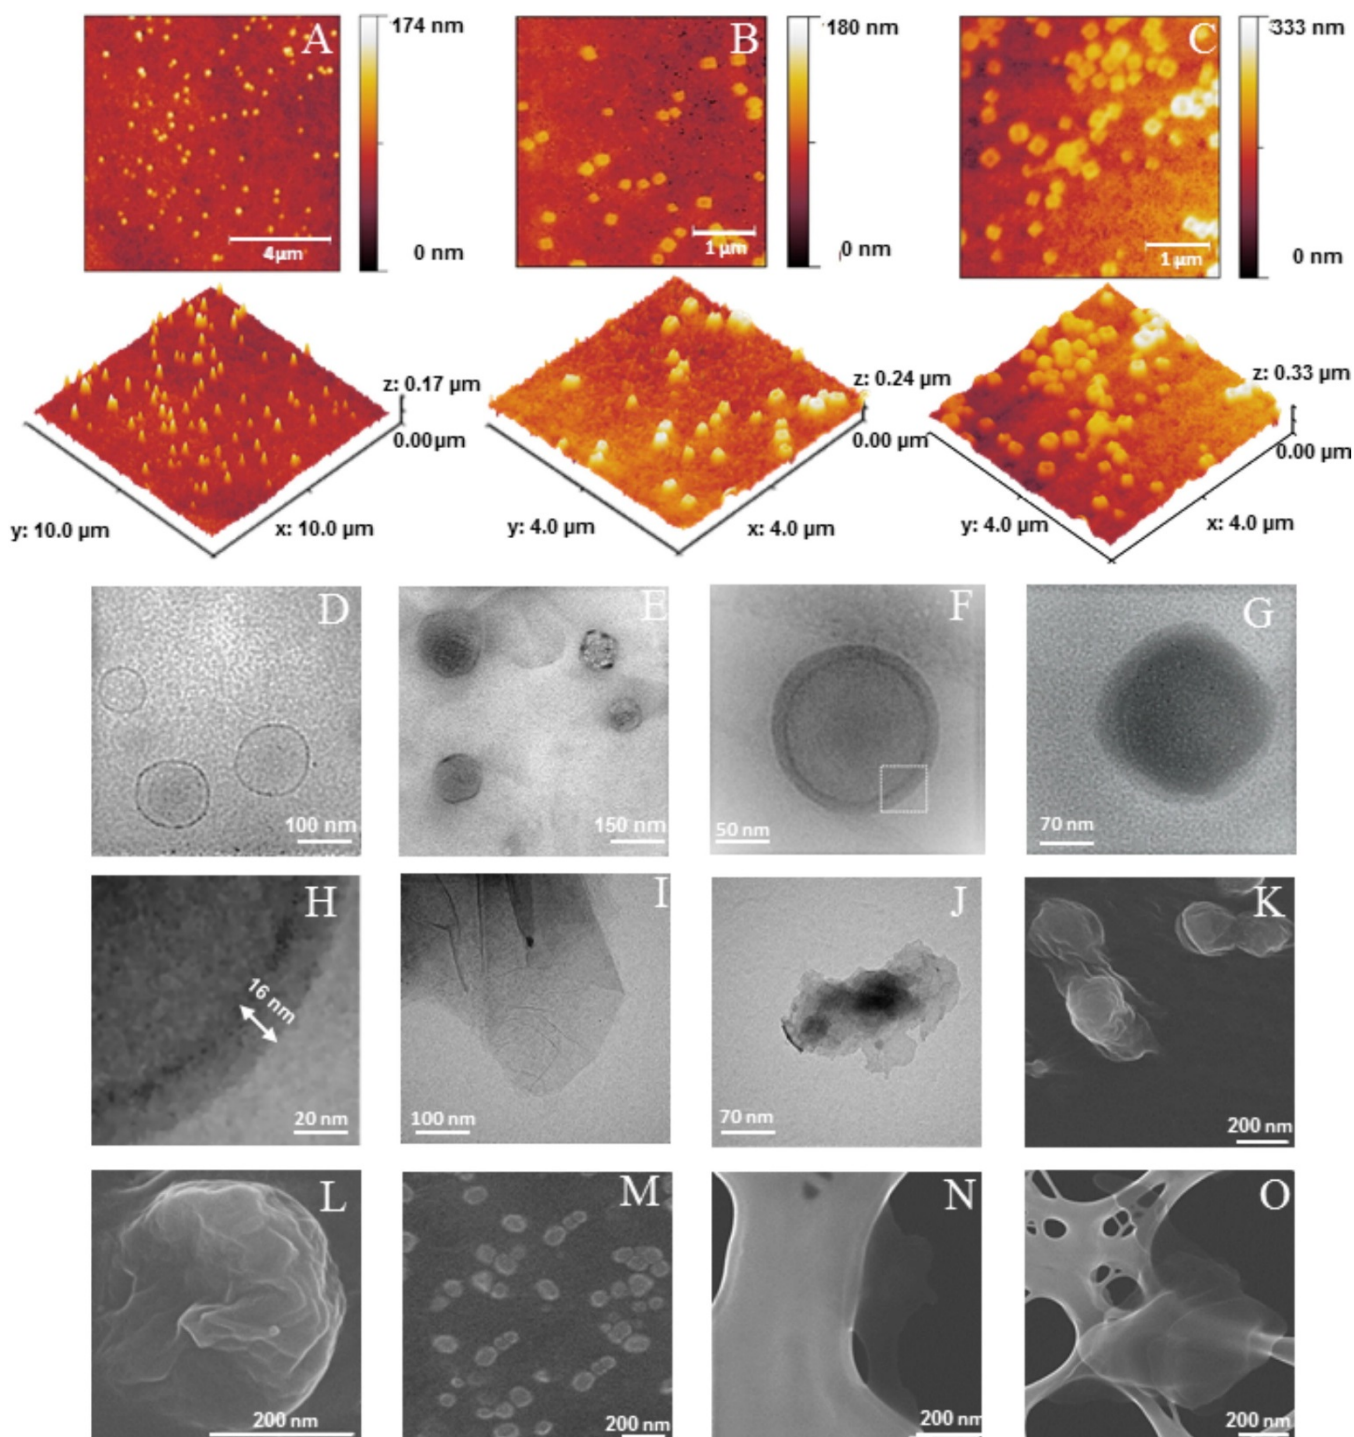 A
174 nm
4µm
0 nm
B
180 nm
1 µm
0 nm
C
333 nm
1 µm
0 nm
z: 0.17 µm
0.00µm
y: 10.0 µm
x: 10.0 µm
z: 0.24 µm
0.00 µm
y: 4.0 µm
x: 4.0 µm
z: 0.33 µm
0.00 µm
y: 4.0 µm
x: 4.0 µm
D
100 nm
E
150 nm
F
50 nm
G
70 nm
H
16 nm
20 nm
I
100 nm
J
70 nm
K
200 nm
L
200 nm
M
200 nm
N
200 nm
O
200 nm